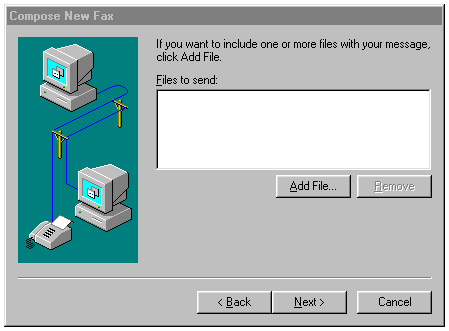 Compose New Fax
If you want to include one or more files with your message,
click Add File.
Files to send:
Add File...
Remove
< Back
Next >
Cancel